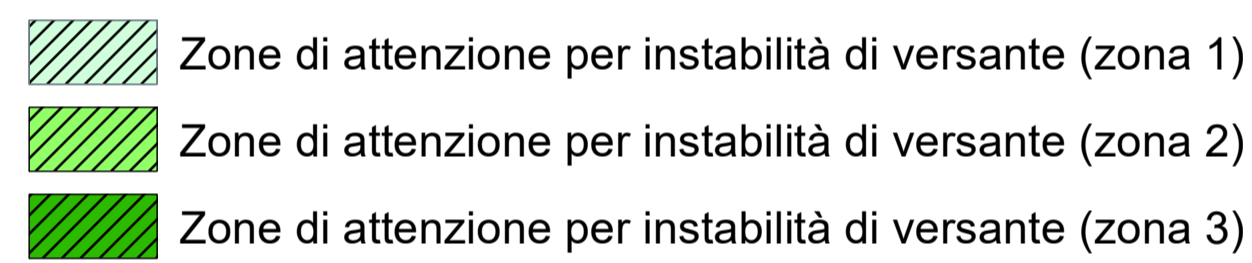 Zone di attenzione per instabilità di versante (zona 1)
Zone di attenzione per instabilità di versante (zona 2)
Zone di attenzione per instabilità di versante (zona 3)